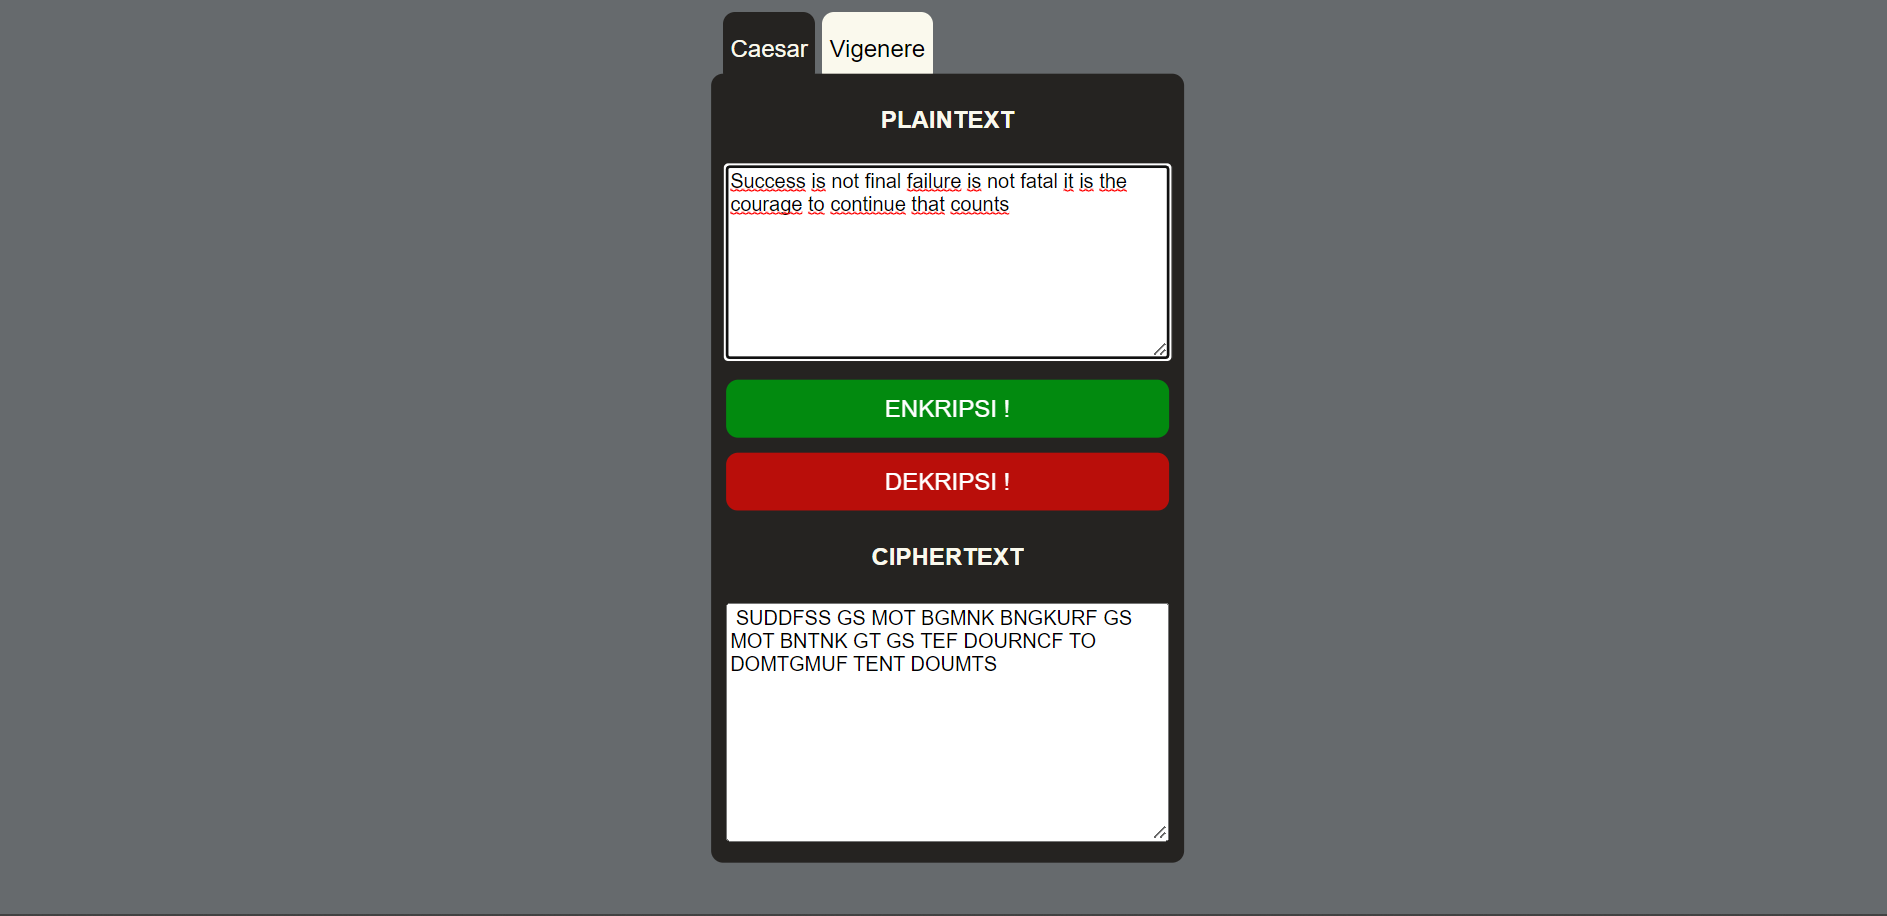 Caesar Vigenere
PLAINTEXT
Success is not final failure is not fatal it is the
courage to continue that counts
ENKRIPSI !
DEKRIPSI !
CIPHERTEXT
SUDDFSS GS MOT BGMNK BNGKURF GS
MOT BNTNK GT GS TEF DOURNCF TO
DOMTGMUF TENT DOUMTS